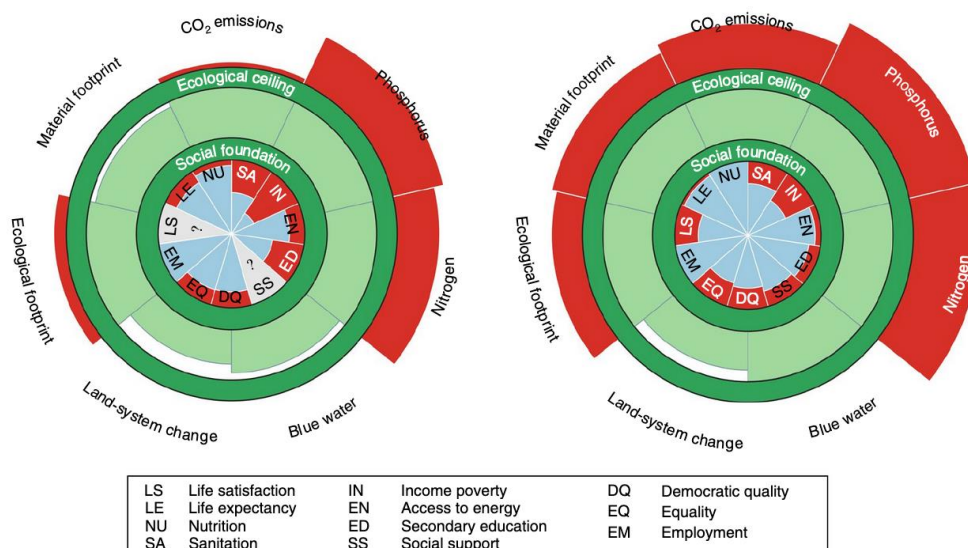 CO₂ emissions
Phosphorus
Nitrogen
Blue water
Land-system change
Ecological footprint
Material footprint
Ecological ceiling
Social foundation
SA
IN
EN
ED
SS
?
DQ
EQ
EM
LS
?
LE
NU
CO₂ emissions
Phosphorus
Nitrogen
Blue water
Land-system change
Ecological footprint
Material footprint
Ecological ceiling
Social foundation
SA
IN
EN
ED
SS
DQ
EQ
EM
LS
LE
NU
LS Life satisfaction IN Income poverty DQ Democratic quality
LE Life expectancy EN Access to energy EQ Equality
NU Nutrition ED Secondary education EM Employment
SA Sanitation SS Social support